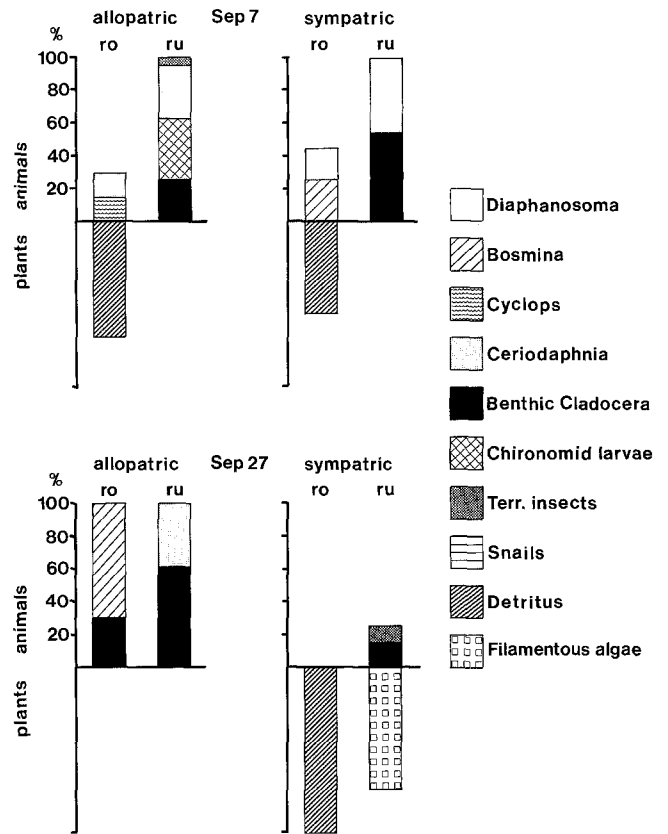 allopatric Sep 7 sympatric
% ro ru ro ru
100
80
60
40
20
animals
plants
Diaphanosoma
Bosmina
Cyclops
Ceriodaphnia
Benthic Cladocera
Chironomid larvae
Terr. insects
Snails
Detritus
Filamentous algae
allopatric Sep 27 sympatric
% ro ru ro ru
100
80
60
40
20
animals
plants